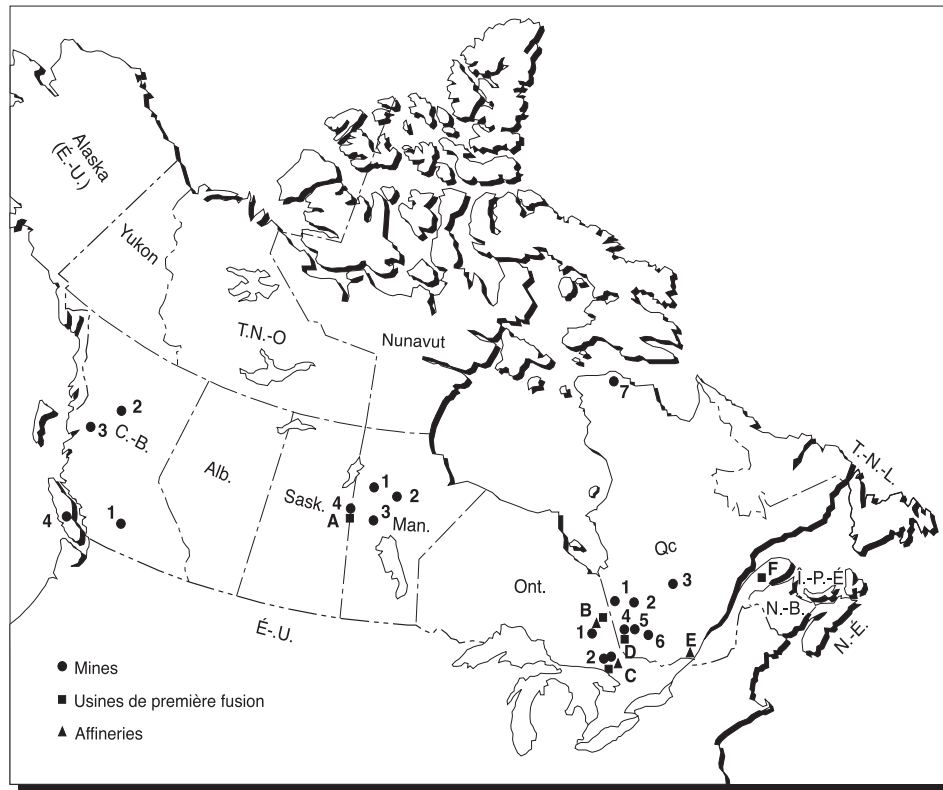 Alaska
(É.-U.)
Yukon
T.N.-O
Nunavut
7
2
3
C.-B.
4
1
Alb.
Sask.
1
2
4
3
A
Man.
T.-N.-L.
Qc
3
F
Î.-P.-É
Ont.
1
2
B
4
5
N.-B.
1
6
E
N.-É.
D
2
C
É-.U.
Mines
Usines de première fusion
Affineries